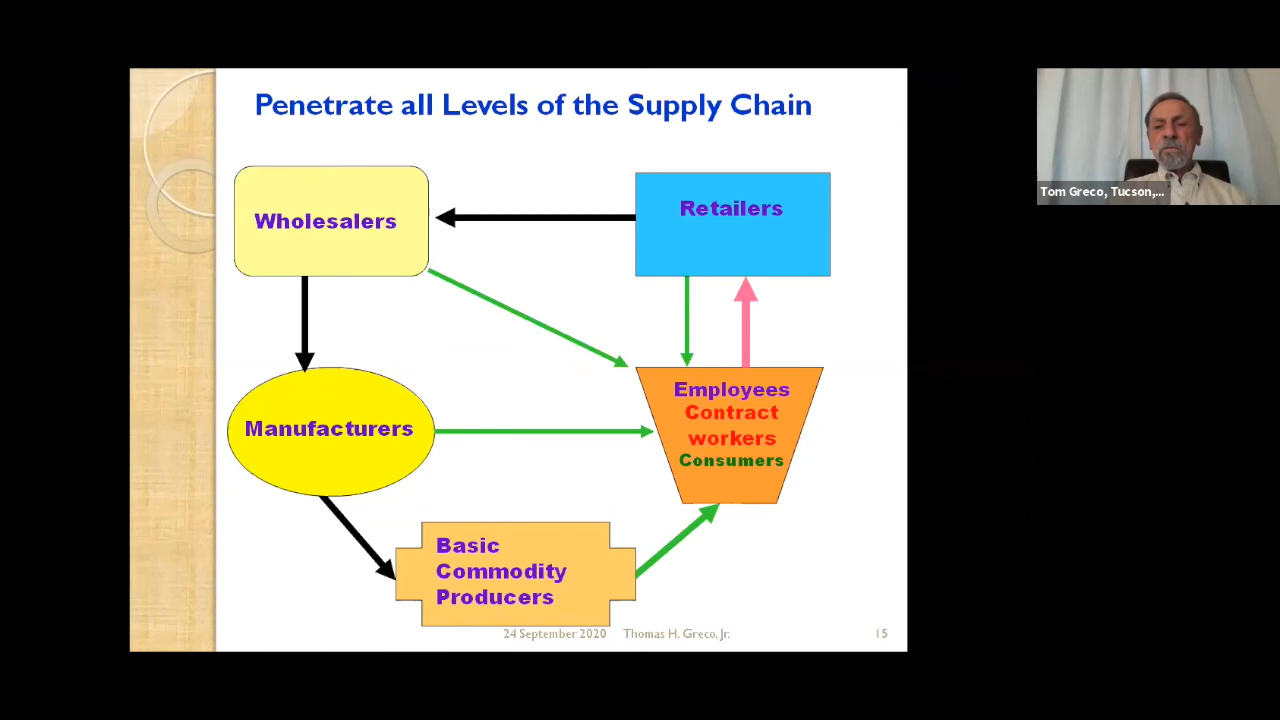 Penetrate all Levels of the Supply Chain
Wholesalers
Retailers
Manufacturers
Employees
Contract
workers
Consumers
Basic
Commodity
Producers
24 September 2020 Thomas H. Greco, Jr. 15
Tom Greco, Tucson,...